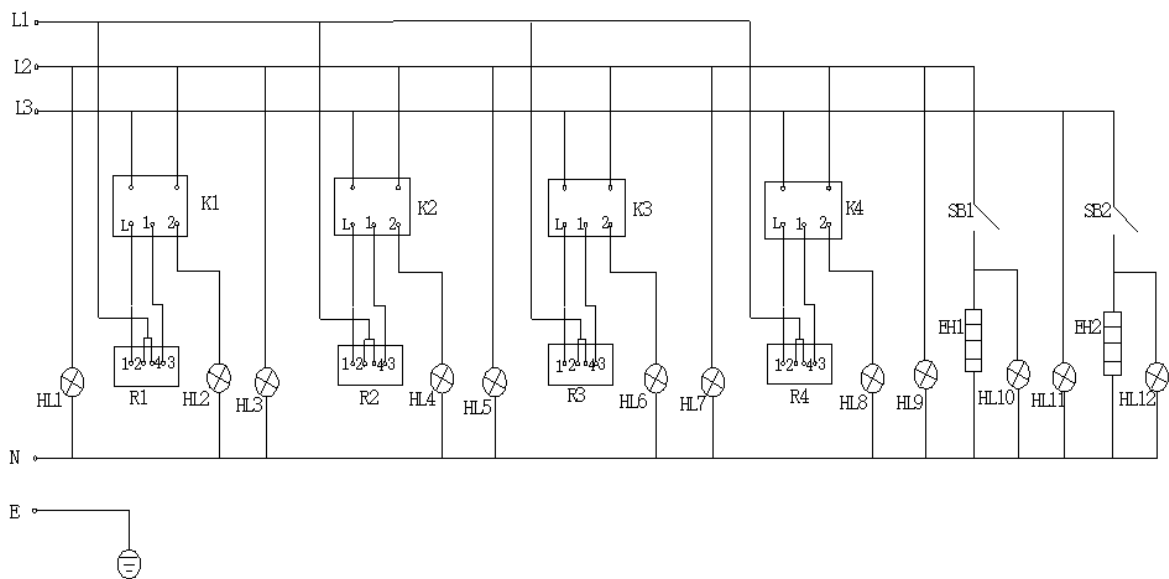 L1
L2
L3
K1
L 1 2
K2
L 1 2
K3
L 1 2
K4
L 1 2
SB1
SB2
EH1
EH2
1 2 4 3
R1
1 2 4 3
R2
1 2 4 3
R3
1 2 4 3
R4
HL1
HL2
HL3
HL4
HL5
HL6
HL7
HL8
HL9
HL10
HL11
HL12
N
E